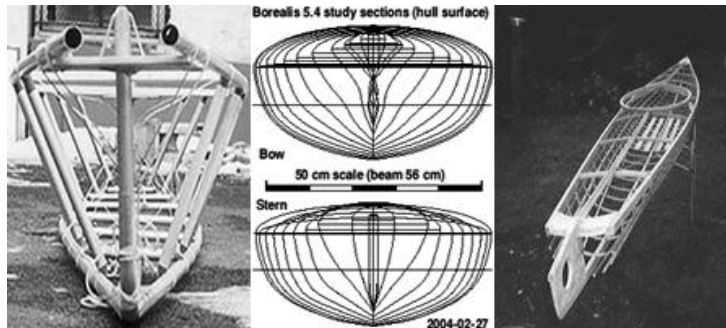 Borealis 5.4 study sections (hull surface)
Bow
50 cm scale (beam 56 cm)
Stern
2004-02-27